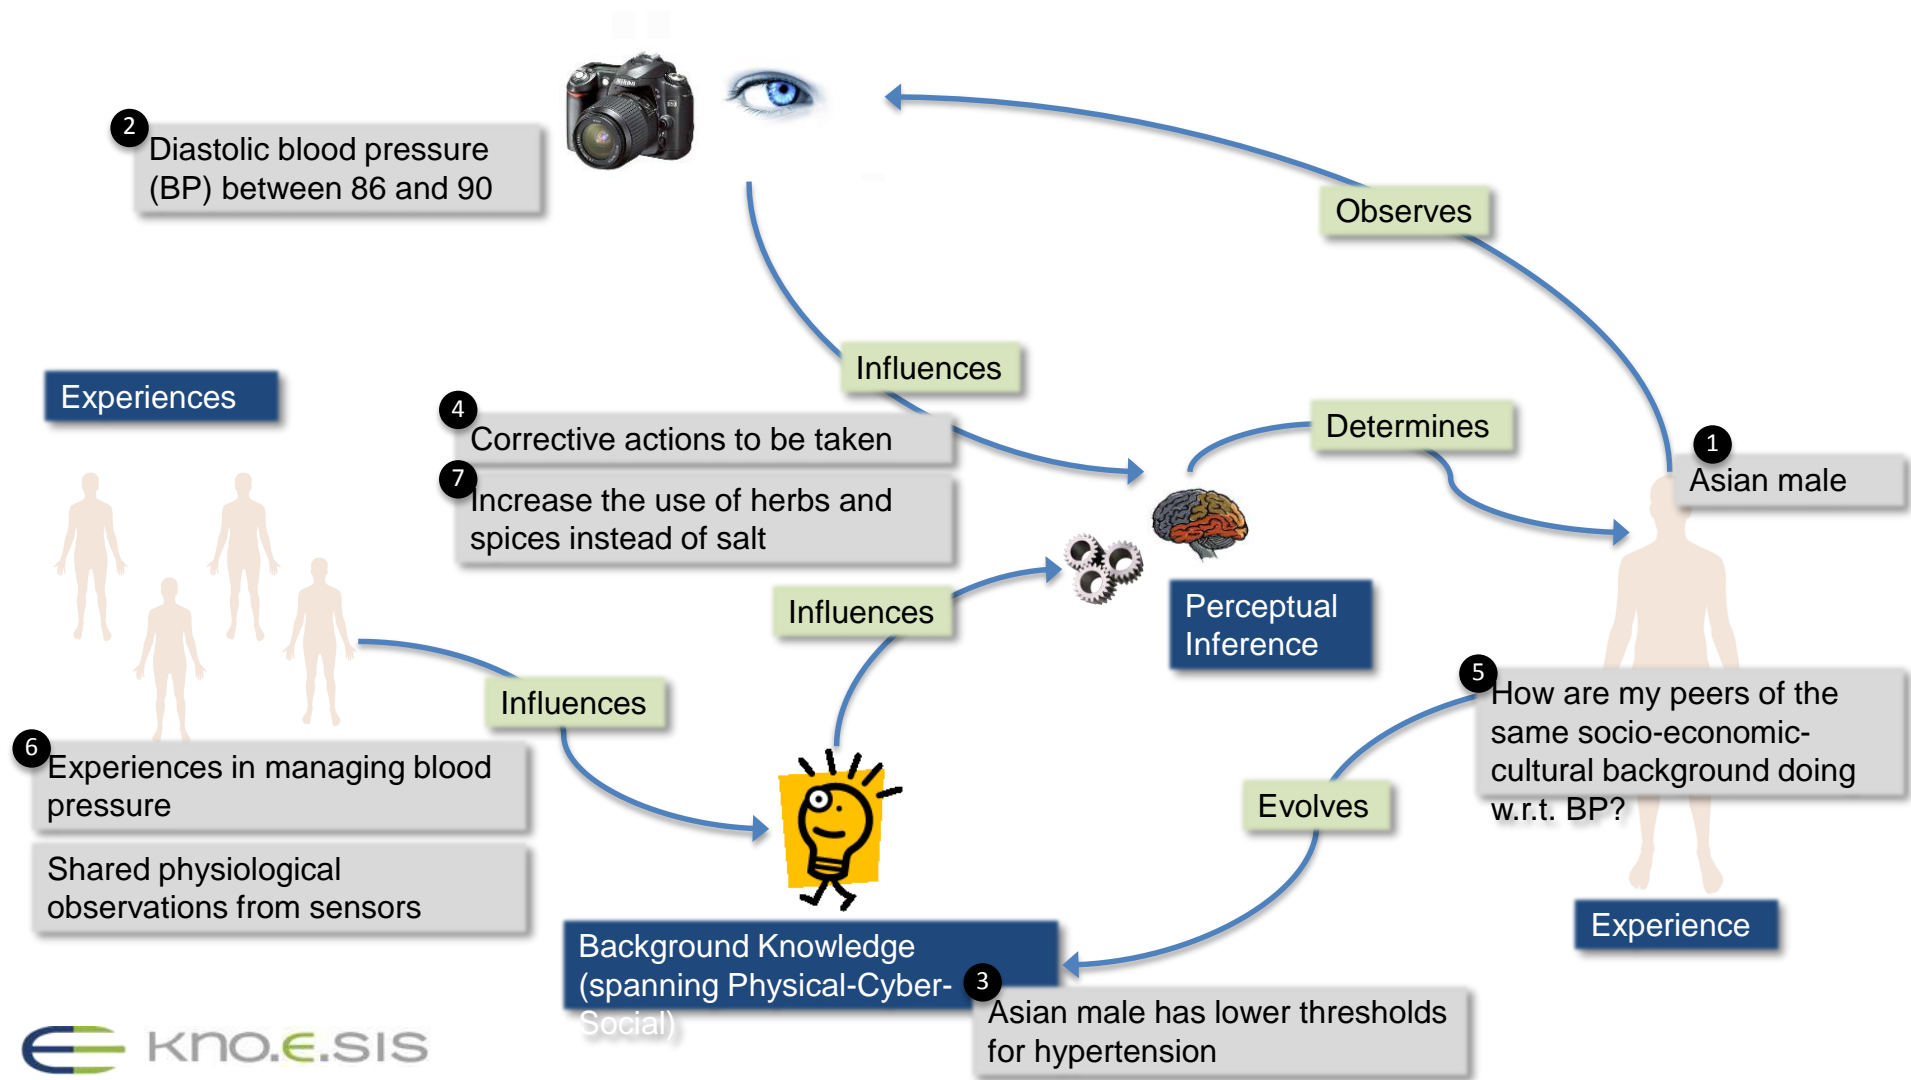 2
Diastolic blood pressure
(BP) between 86 and 90
Nikon
Observes
Influences
Experiences
4
Corrective actions to be taken
Determines
1
Asian male
7
Increase the use of herbs and
spices instead of salt
Influences
Perceptual
Inference
Influences
5
How are my peers of the
same socio-economic-
cultural background doing
w.r.t. BP?
6
Experiences in managing blood
pressure
Evolves
Shared physiological
observations from sensors
Experience
Background Knowledge
(spanning Physical-Cyber-
Social)
3
Asian male has lower thresholds
for hypertension
kno.e.sis